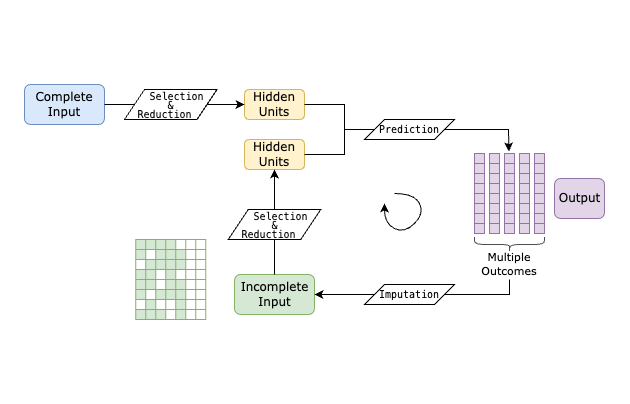 Complete
Input
Selection
&
Reduction
Hidden
Units
Hidden
Units
Prediction
Output
Multiple
Outcomes
Selection
&
Reduction
Incomplete
Input
Imputation